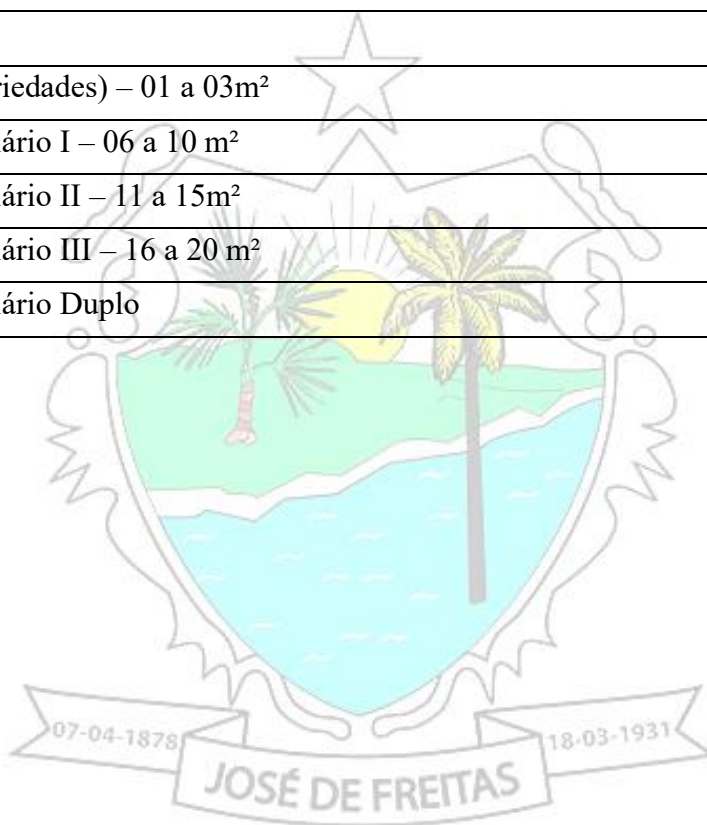 riedades) – 01 a 03m²
ário I – 06 a 10 m²
ário II – 11 a 15m²
ário III – 16 a 20 m²
ário Duplo
07-04-1878
18-03-1931
JOSÉ DE FREITAS